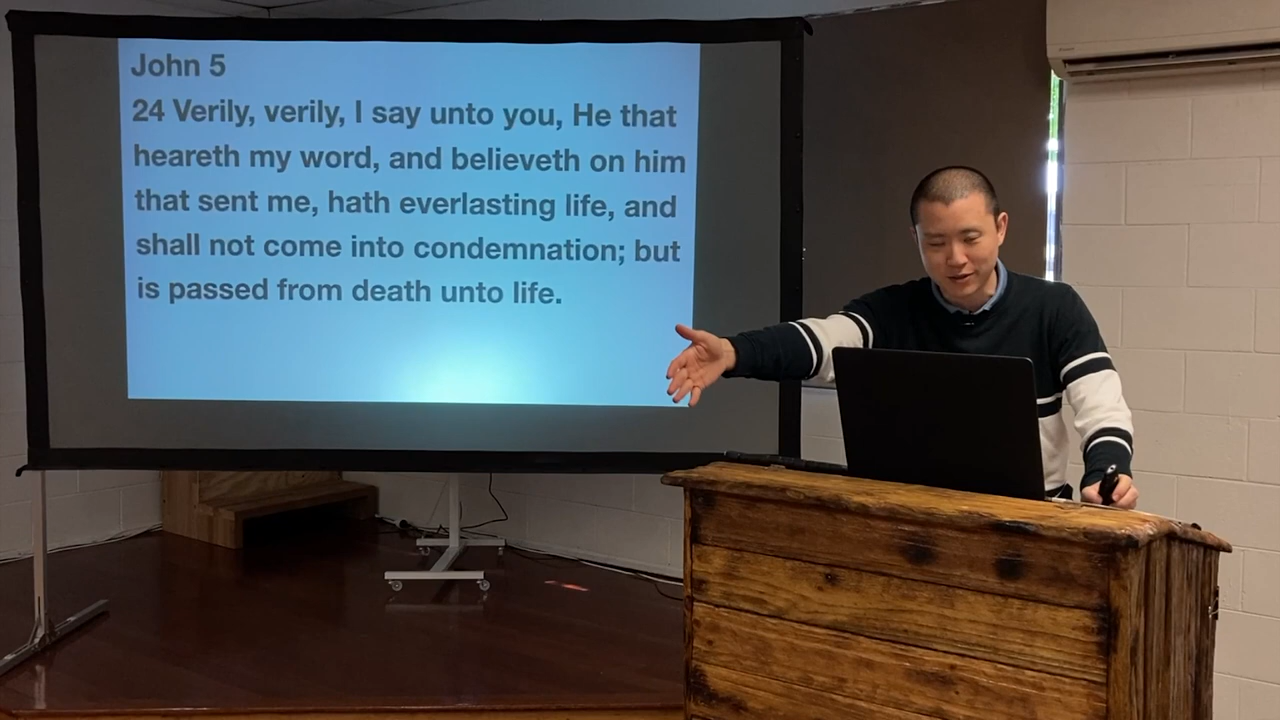 John 5
24 Verily, verily, I say unto you, He that
heareth my word, and believeth on him
that sent me, hath everlasting life, and
shall not come into condemnation; but
is passed from death unto life.